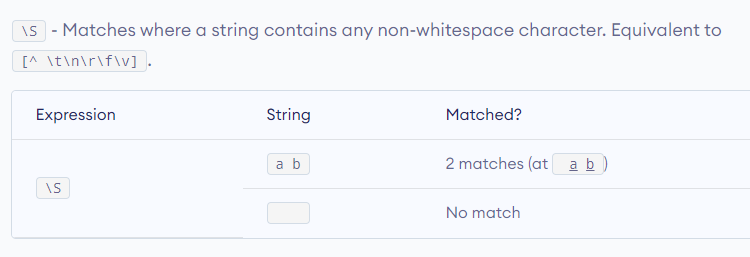 \S - Matches where a string contains any non-whitespace character. Equivalent to
[^ \t\n\r\f\v] .
Expression String Matched?
\S
a b 2 matches (at  a b)
No match